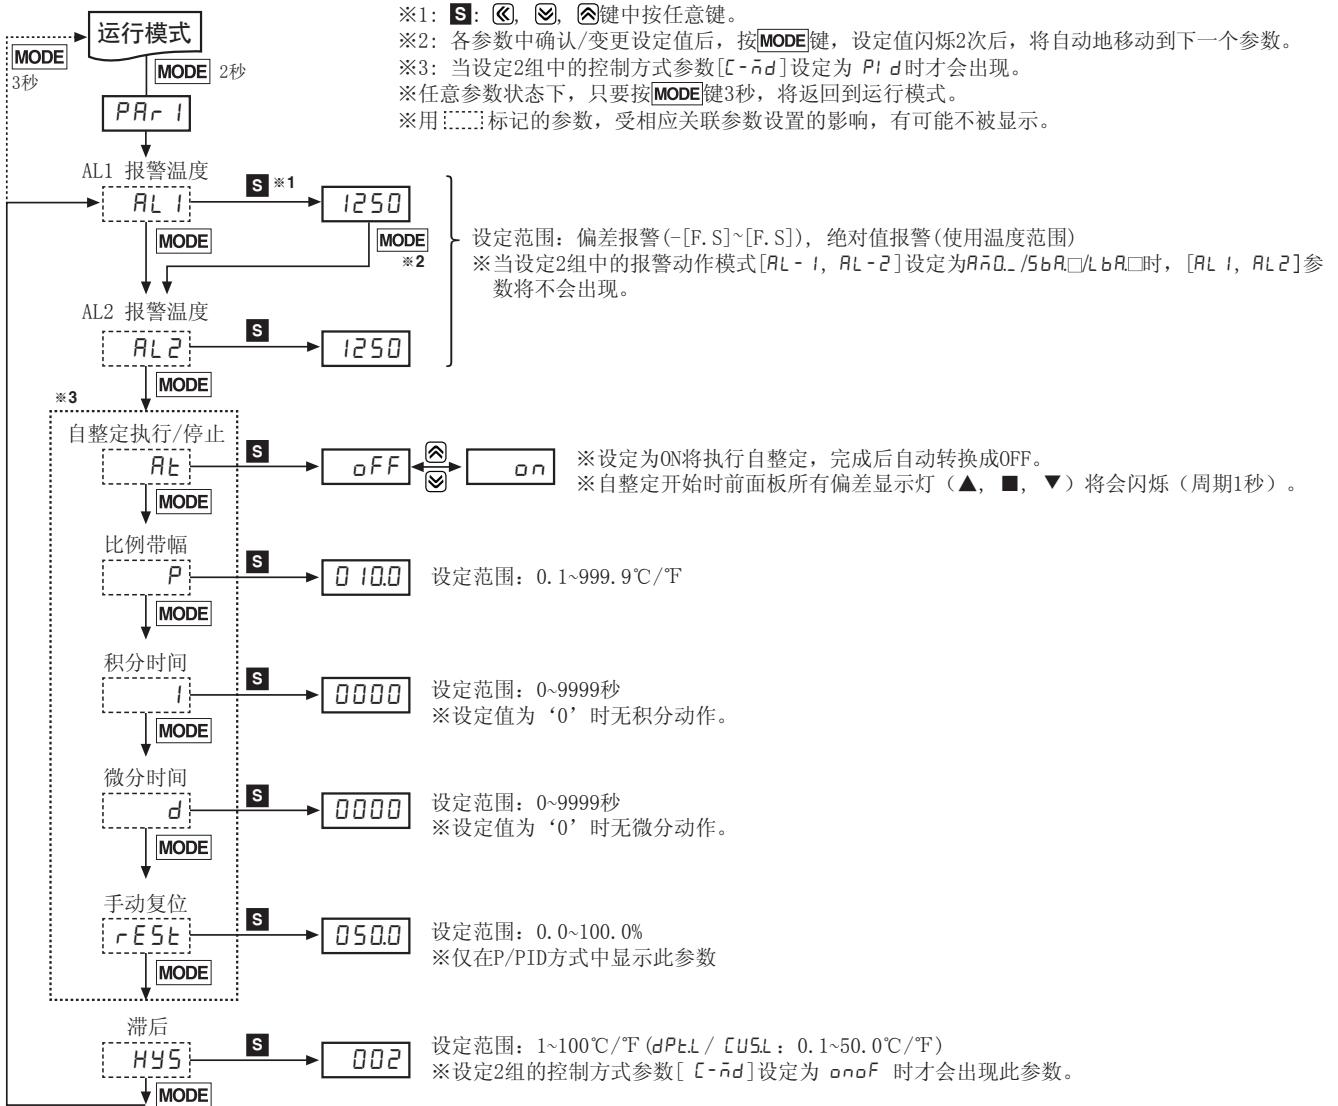 ※1: S: 《, ︾, ︽键中按任意键。
※2: 各参数中确认/变更设定值后，按MODE键，设定值闪烁2次后，将自动地移动到下一个参数。
※3: 当设定2组中的控制方式参数[C-ñd]设定为 PI d时才会出现。
※任意参数状态下，只要按MODE键3秒，将返回到运行模式。
※用 标记的参数，受相应关联参数设置的影响，有可能不被显示。
运行模式
MODE
3秒
MODE 2秒
PAr 1
AL1 报警温度
AL 1
S ※1
1250
MODE
MODE
※2
设定范围：偏差报警(-[F.S]~[F.S])，绝对值报警(使用温度范围)
※当设定2组中的报警动作模式[AL-1, AL-2]设定为Añ0._/SbA.□/LbA.□时，[AL1, AL2]参
数将不会出现。
AL2 报警温度
AL2
S
1250
MODE
※3
自整定执行/停止
At
S
oFF
on
MODE
※设定为ON将执行自整定，完成后自动转换成OFF。
※自整定开始时前面板所有偏差显示灯（▲, ■, ▼）将会闪烁（周期1秒）。
比例带幅
P
S
010.0
设定范围：0.1~999.9℃/℉
MODE
积分时间
I
S
0000
设定范围：0~9999秒
※设定值为‘0’时无积分动作。
MODE
微分时间
d
S
0000
设定范围：0~9999秒
※设定值为‘0’时无微分动作。
MODE
手动复位
rESt
S
050.0
设定范围：0.0~100.0%
※仅在P/PID方式中显示此参数
MODE
滞后
HYS
S
002
设定范围：1~100℃/℉(dPt.L / CUS.L：0.1~50.0℃/℉)
※设定2组的控制方式参数[ C-ñd]设定为 onoF 时才会出现此参数。
MODE